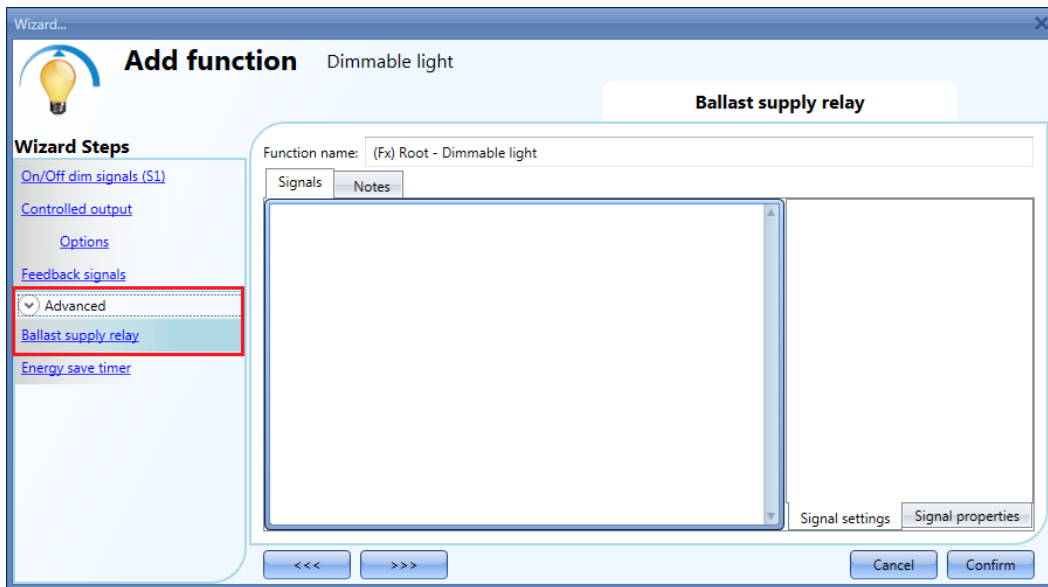 Wizard...
Add function Dimmable light
Ballast supply relay
Wizard Steps
On/Off dim signals (S1)
Controlled output
Options
Feedback signals
Advanced
Ballast supply relay
Energy save timer
Function name: (Fx) Root - Dimmable light
Signals Notes
Signal settings Signal properties
<<< >>> Cancel Confirm